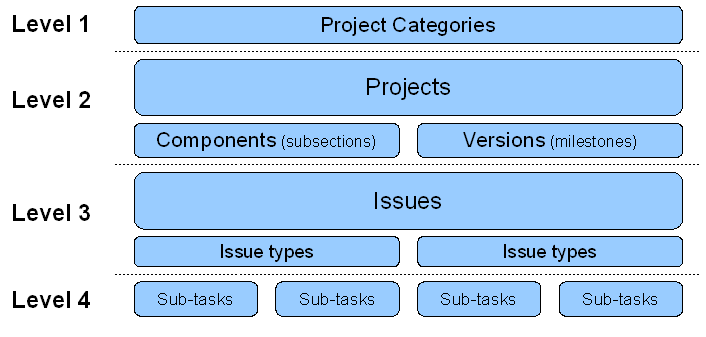 Level 1 Project Categories
Level 2 Projects
Components (subsections) Versions (milestones)
Level 3 Issues
Issue types Issue types
Level 4 Sub-tasks Sub-tasks Sub-tasks Sub-tasks